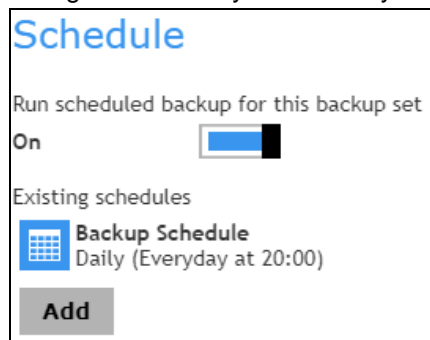 Schedule
Run scheduled backup for this backup set
On
Existing schedules
Backup Schedule
Daily (Everyday at 20:00)
Add